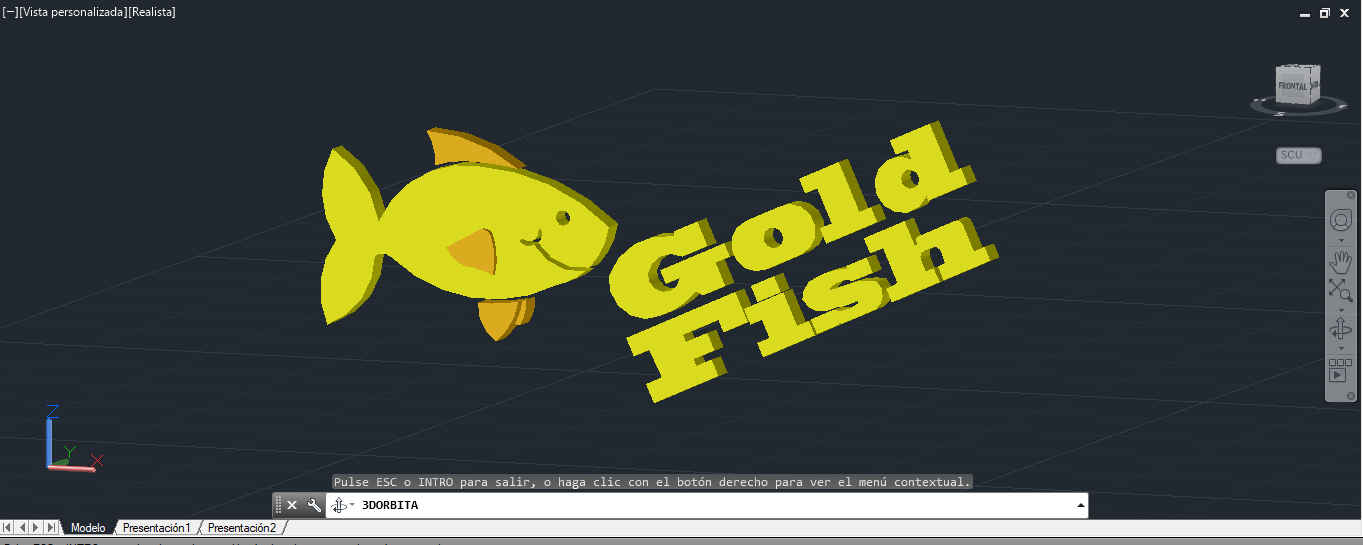 [−][Vista personalizada][Realista]
FRONTAL
SCU
Gold
Fish
Z
Y
X
Pulse ESC o INTRO para salir, o haga clic con el botón derecho para ver el menú contextual.
3DORBITA
Modelo
Presentación1
Presentación2